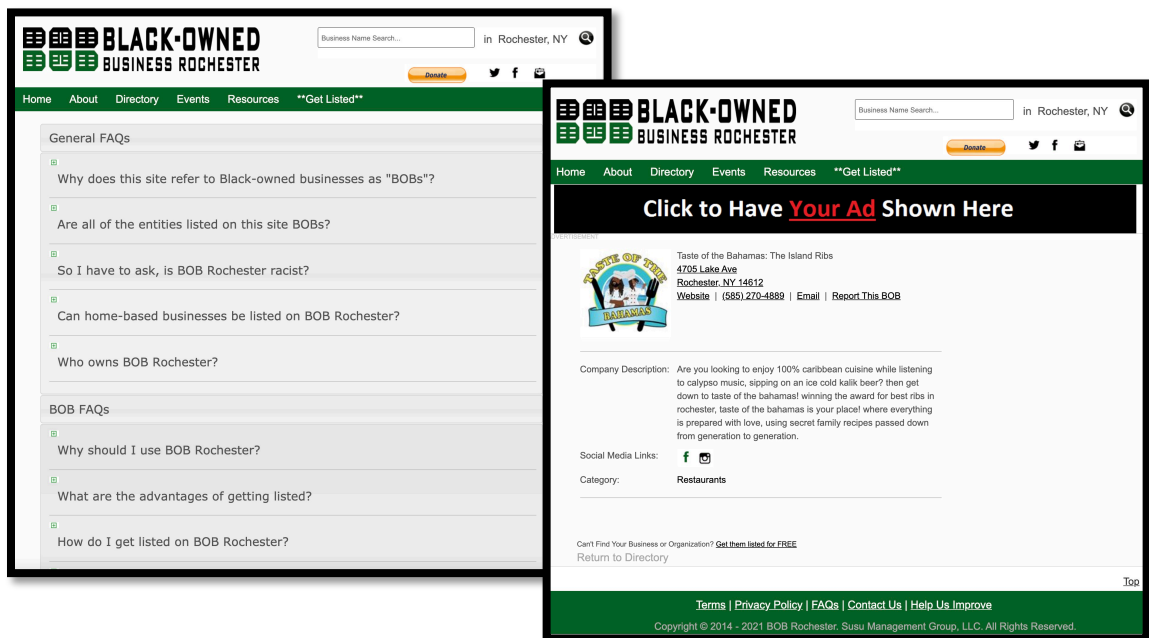 BLACK-OWNED
BUSINESS ROCHESTER
Business Name Search...
in Rochester, NY
Donate
Home About Directory Events Resources **Get Listed**
General FAQs
Why does this site refer to Black-owned businesses as "BOBs"?
Are all of the entities listed on this site BOBs?
So I have to ask, is BOB Rochester racist?
Can home-based businesses be listed on BOB Rochester?
Who owns BOB Rochester?
BOB FAQs
Why should I use BOB Rochester?
What are the advantages of getting listed?
How do I get listed on BOB Rochester?
BLACK-OWNED
BUSINESS ROCHESTER
Business Name Search...
in Rochester, NY
Donate
Home About Directory Events Resources **Get Listed**
Click to Have Your Ad Shown Here
VERTISEMENT
TASTE OF THE
BAHAMAS
Taste of the Bahamas: The Island Ribs
4705 Lake Ave
Rochester, NY 14612
Website | (585) 270-4889 | Email | Report This BOB
Company Description: Are you looking to enjoy 100% caribbean cuisine while listening
to calypso music, sipping on an ice cold kalik beer? then get
down to taste of the bahamas! winning the award for best ribs in
rochester, taste of the bahamas is your place! where everything
is prepared with love, using secret family recipes passed down
from generation to generation.
Social Media Links:
Category: Restaurants
Can't Find Your Business or Organization? Get them listed for FREE
Return to Directory
Top
Terms | Privacy Policy | FAQs | Contact Us | Help Us Improve
Copyright © 2014 - 2021 BOB Rochester. Susu Management Group, LLC. All Rights Reserved.